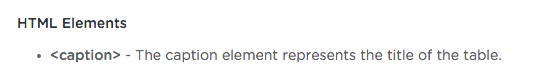 HTML Elements
• <caption> - The caption element represents the title of the table.